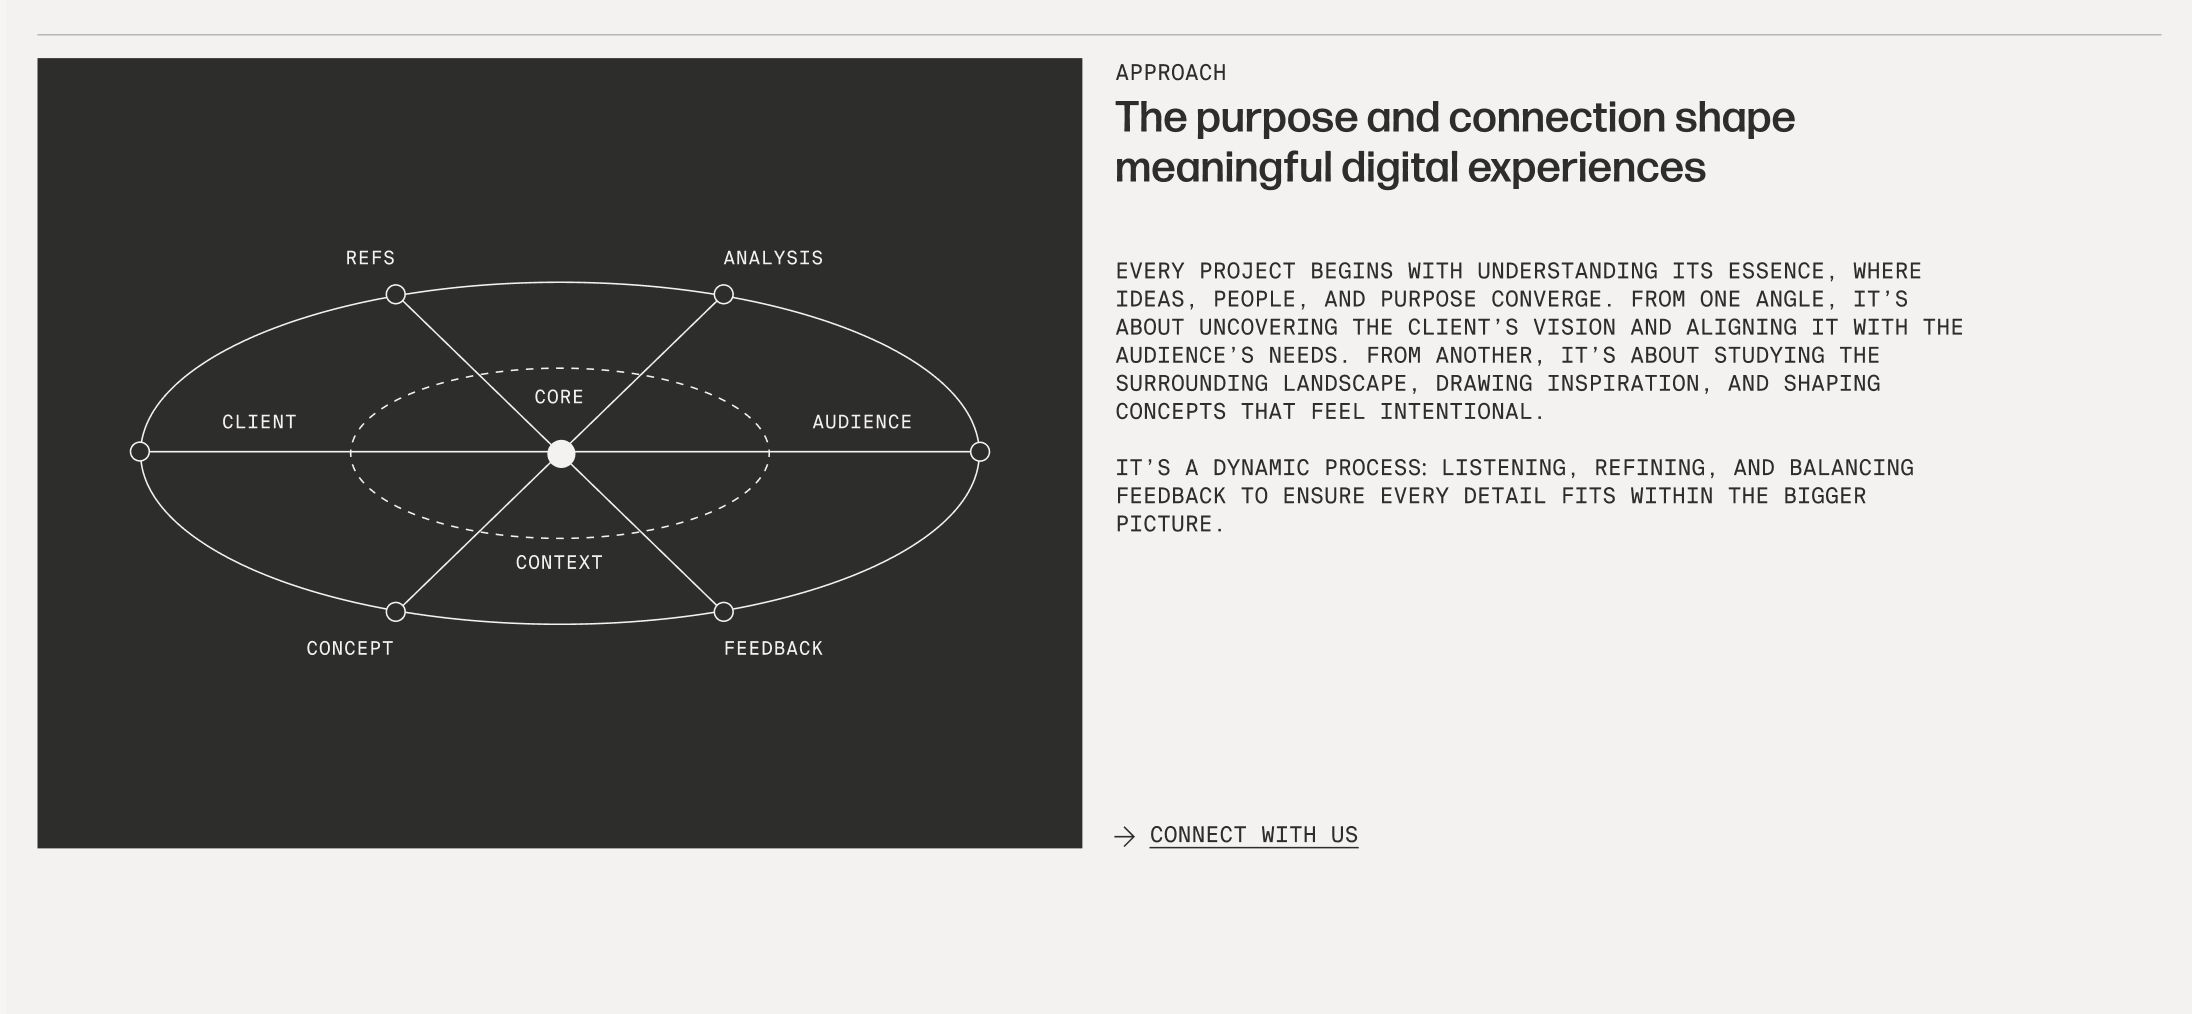 REFS
ANALYSIS
CORE
CLIENT
AUDIENCE
CONTEXT
CONCEPT
FEEDBACK
APPROACH
The purpose and connection shape
meaningful digital experiences
EVERY PROJECT BEGINS WITH UNDERSTANDING ITS ESSENCE, WHERE
IDEAS, PEOPLE, AND PURPOSE CONVERGE. FROM ONE ANGLE, IT’S
ABOUT UNCOVERING THE CLIENT’S VISION AND ALIGNING IT WITH THE
AUDIENCE’S NEEDS. FROM ANOTHER, IT’S ABOUT STUDYING THE
SURROUNDING LANDSCAPE, DRAWING INSPIRATION, AND SHAPING
CONCEPTS THAT FEEL INTENTIONAL.
IT’S A DYNAMIC PROCESS: LISTENING, REFINING, AND BALANCING
FEEDBACK TO ENSURE EVERY DETAIL FITS WITHIN THE BIGGER
PICTURE.
→ CONNECT WITH US